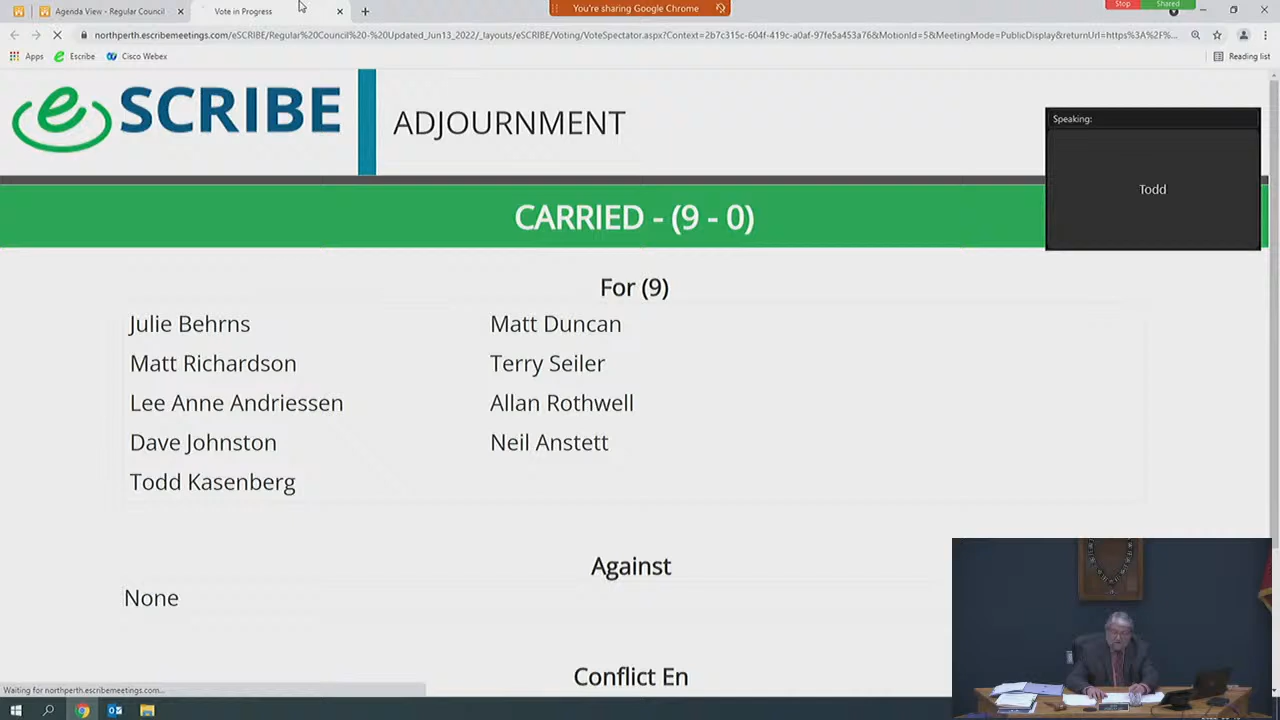 Agenda View - Regular Council
Vote in Progress
You're sharing Google Chrome
Stop
Shared
northperth.escribemeetings.com/eSCRIBE/Regular%20Council%20-%20Updated_Jun13_2022/_layouts/eSCRIBE/Voting/VoteSpectator.aspx?Context=2b7c315c-604f-419c-a0af-97fe5a453a76&MotionId=5&MeetingMode=PublicDisplay&returnUrl=https%3A%2F%...
Apps
Escribe
Cisco Webex
Reading list
eSCRIBE
ADJOURNMENT
Speaking:
Todd
CARRIED - (9 - 0)
For (9)
Julie Behrns
Matt Duncan
Matt Richardson
Terry Seiler
Lee Anne Andriessen
Allan Rothwell
Dave Johnston
Neil Anstett
Todd Kasenberg
Against
None
Conflict En
Waiting for northperth.escribemeetings.com...